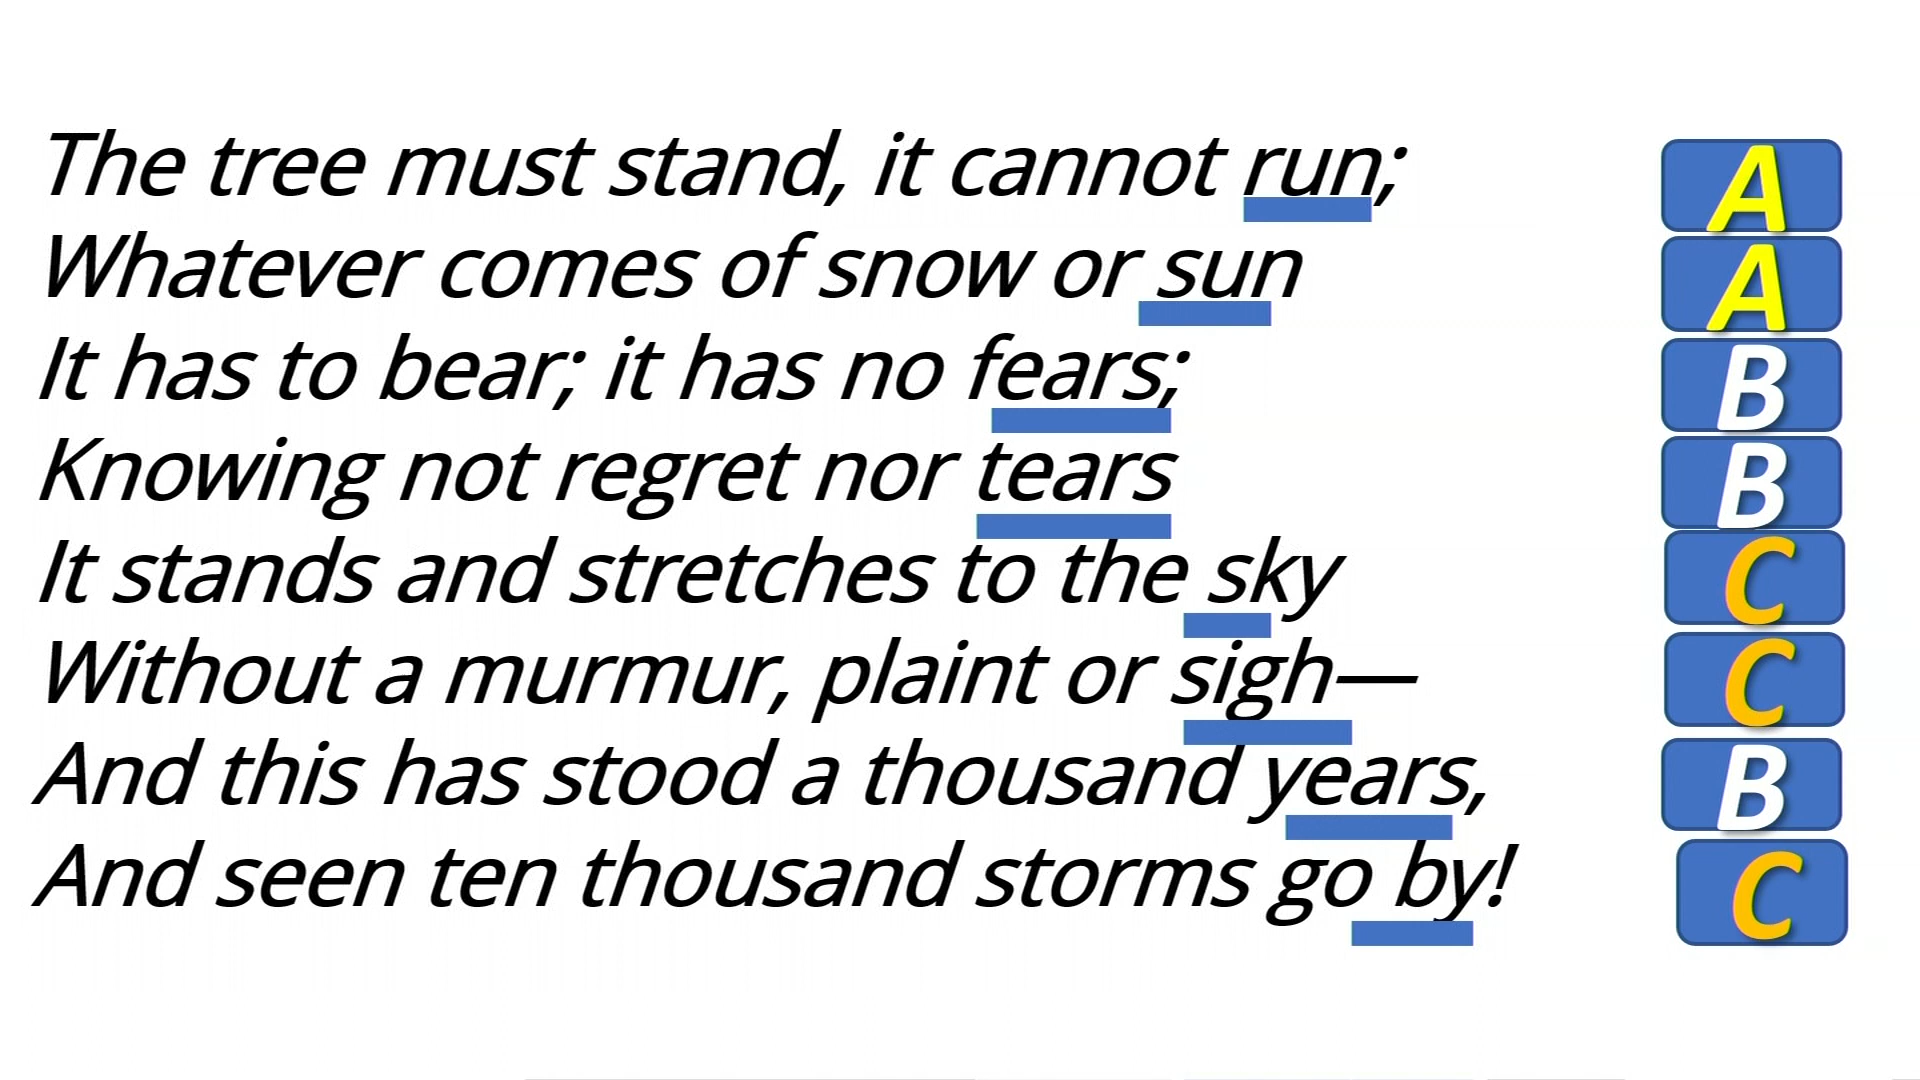 The tree must stand, it cannot run; A
Whatever comes of snow or sun A
It has to bear; it has no fears; B
Knowing not regret nor tears B
It stands and stretches to the sky C
Without a murmur, plaint or sigh— C
And this has stood a thousand years, B
And seen ten thousand storms go by! C